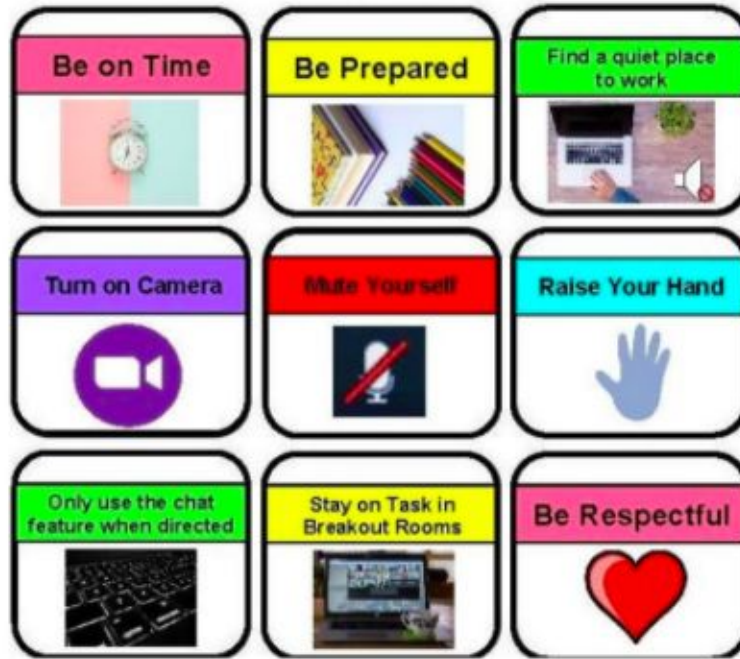 Be on Time
Be Prepared
Find a quiet place
to work
Turn on Camera
Mute Yourself
Raise Your Hand
Only use the chat
feature when directed
Stay on Task in
Breakout Rooms
Be Respectful